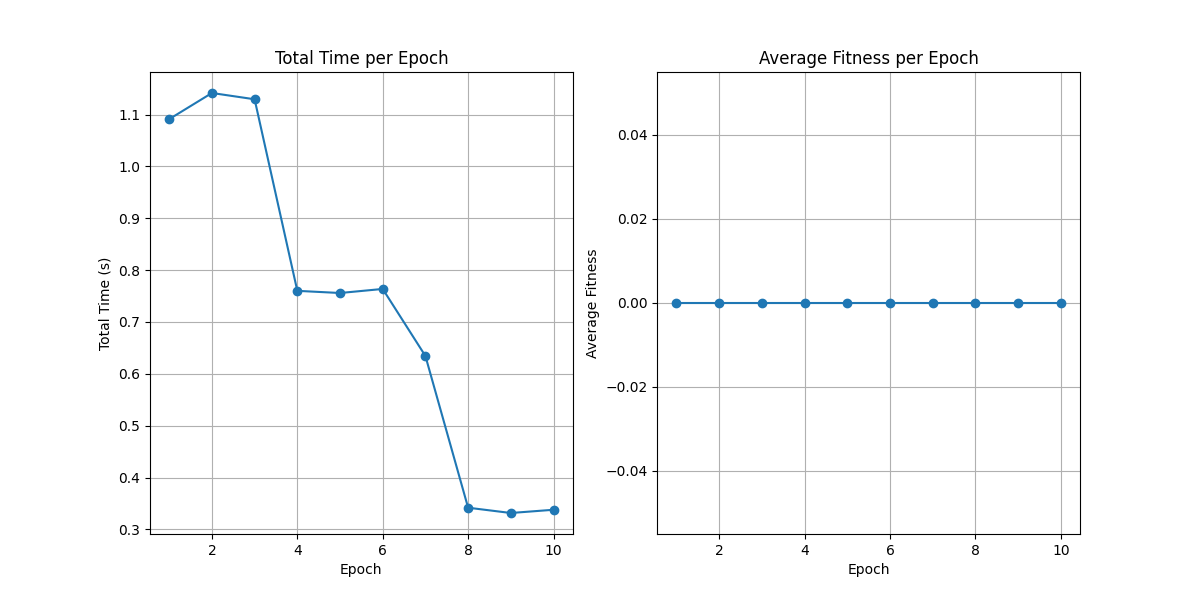 Total Time per Epoch
Total Time (s)
1.1
1.0
0.9
0.8
0.7
0.6
0.5
0.4
0.3
2 4 6 8 10
Epoch
Average Fitness per Epoch
Average Fitness
0.04
0.02
0.00
−0.02
−0.04
2 4 6 8 10
Epoch